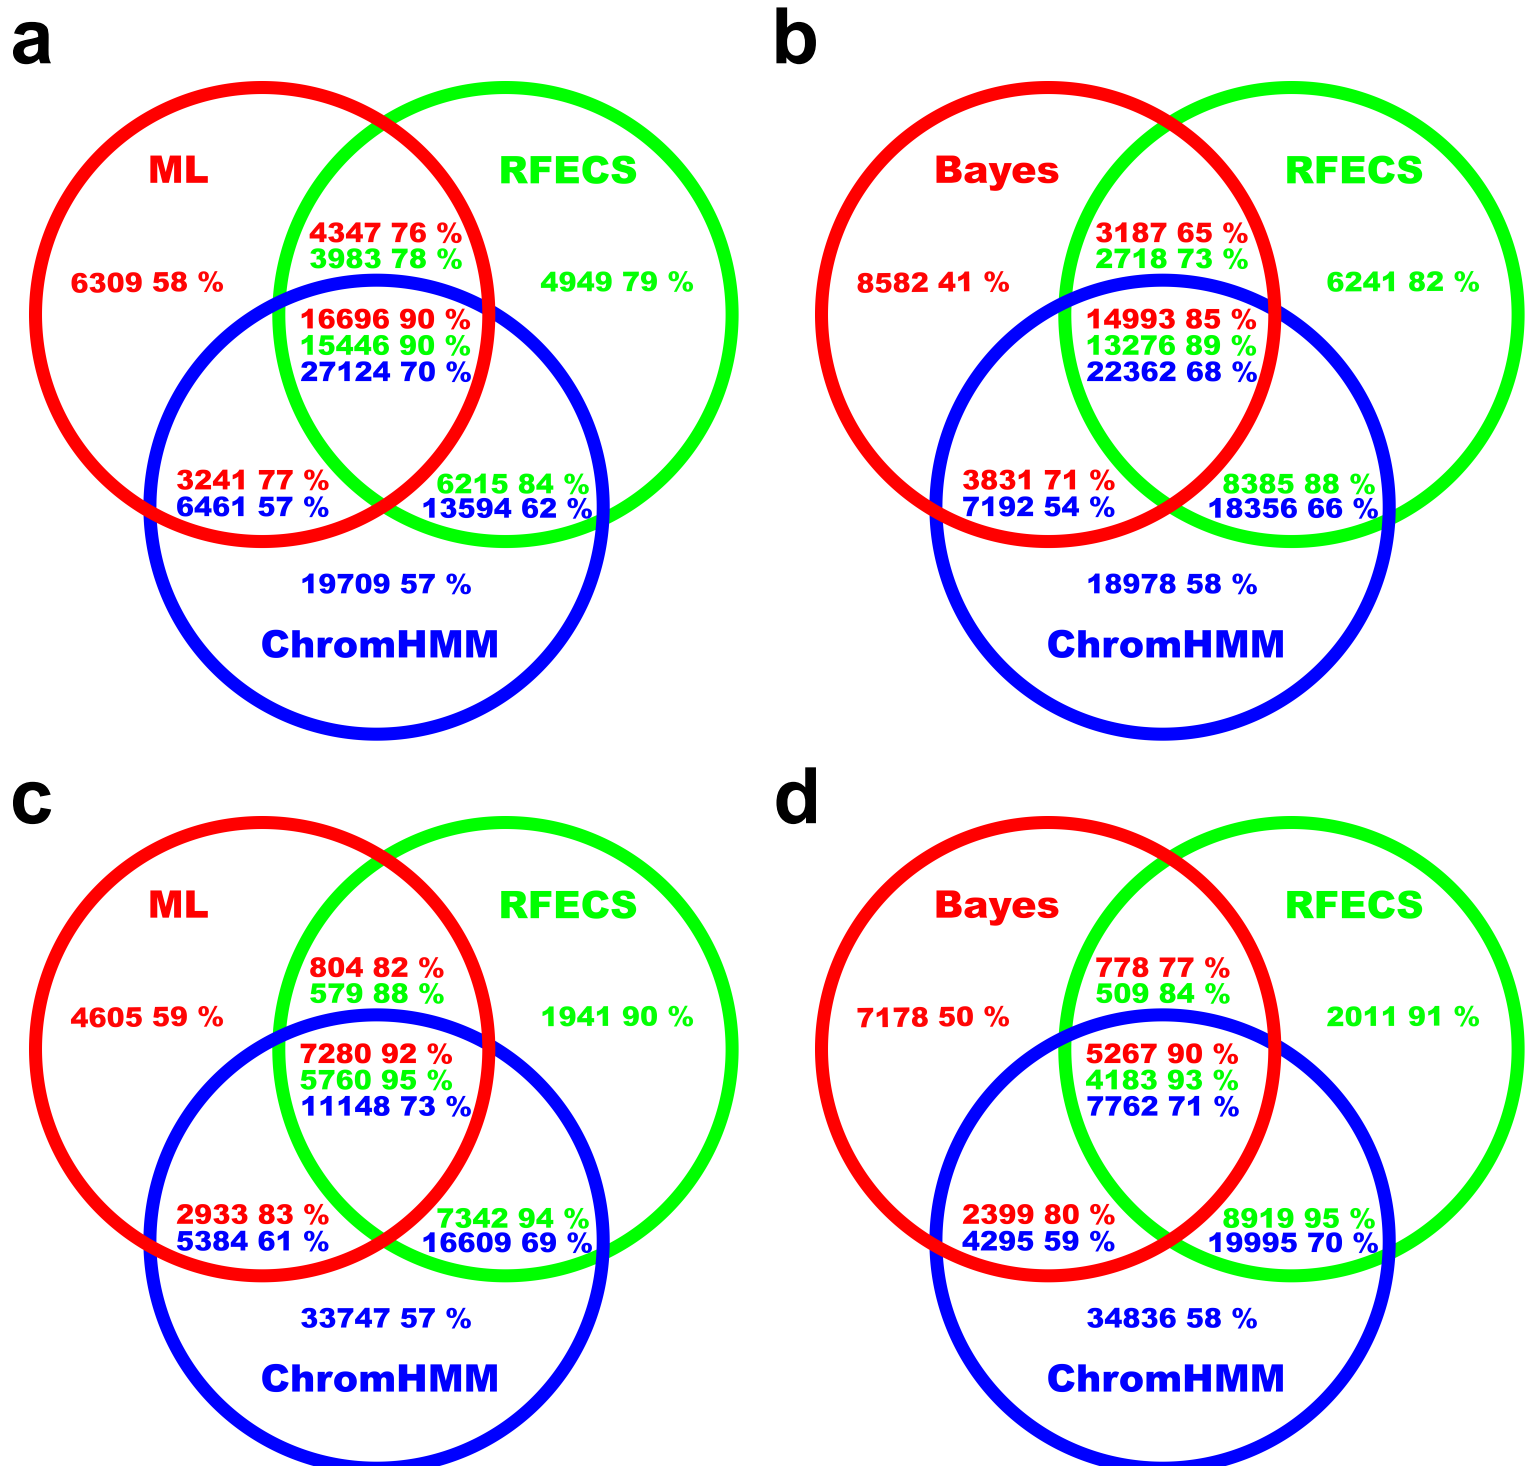 a
ML
RFECS
4347 76 %
3983 78 %
6309 58 %
4949 79 %
16696 90 %
15446 90 %
27124 70 %
3241 77 %
6461 57 %
6215 84 %
13594 62 %
19709 57 %
ChromHMM
b
Bayes
RFECS
3187 65 %
2718 73 %
8582 41 %
6241 82 %
14993 85 %
13276 89 %
22362 68 %
3831 71 %
7192 54 %
8385 88 %
18356 66 %
18978 58 %
ChromHMM
c
ML
RFECS
804 82 %
579 88 %
4605 59 %
1941 90 %
7280 92 %
5760 95 %
11148 73 %
2933 83 %
5384 61 %
7342 94 %
16609 69 %
33747 57 %
ChromHMM
d
Bayes
RFECS
778 77 %
509 84 %
7178 50 %
2011 91 %
5267 90 %
4183 93 %
7762 71 %
2399 80 %
4295 59 %
8919 95 %
19995 70 %
34836 58 %
ChromHMM